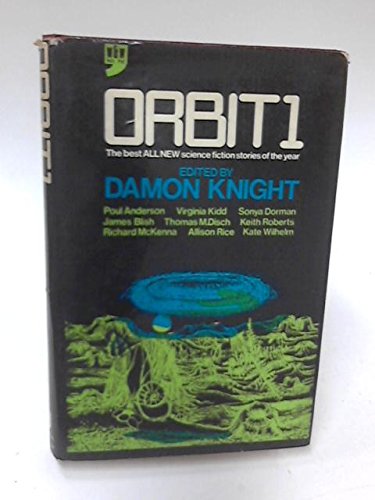 ORBIT1
The best ALL NEW science fiction stories of the year
EDITED BY
DAMON KNIGHT
Poul Anderson Virginia Kidd Sonya Dorman
James Blish Thomas M.Disch Keith Roberts
Richard McKenna Allison Rice Kate Wilhelm
ORBIT1